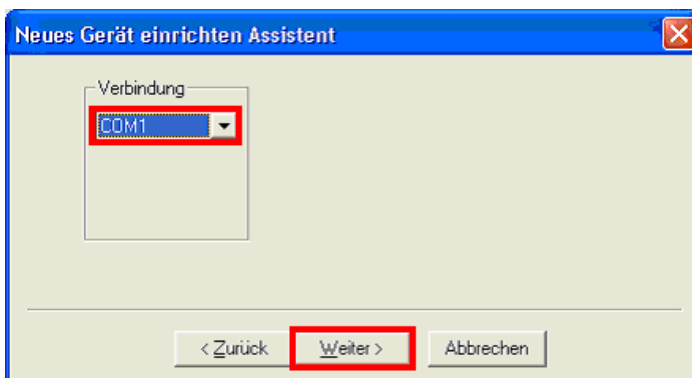 Neues Gerät einrichten Assistent
Verbindung
COM1
< Zurück Weiter > Abbrechen